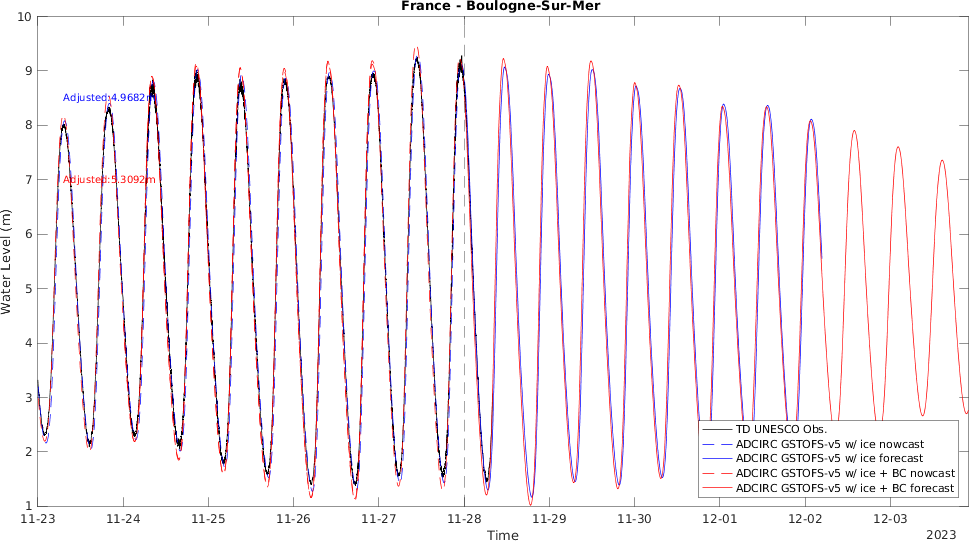 France - Boulogne-Sur-Mer
Water Level (m)
10
9
8
7
6
5
4
3
2
1
Adjusted:4.9682m
Adjusted:5.3092m
TD UNESCO Obs.
ADCIRC GSTOFS-v5 w/ ice nowcast
ADCIRC GSTOFS-v5 w/ ice forecast
ADCIRC GSTOFS-v5 w/ ice + BC nowcast
ADCIRC GSTOFS-v5 w/ ice + BC forecast
11-23 11-24 11-25 11-26 11-27 11-28 11-29 11-30 12-01 12-02 12-03
Time
2023